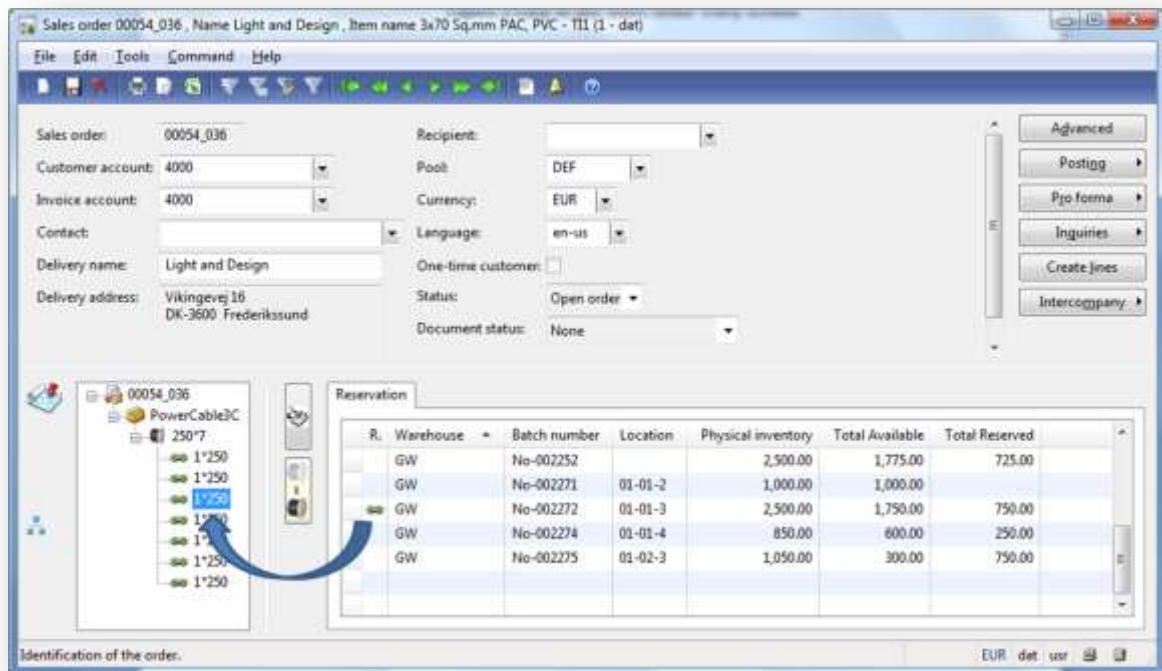 Sales order 00054_036 , Name Light and Design , Item name 3x70 Sq.mm PAC, PVC - Π1 (1 - dat)
File Edit Tools Command Help
Sales order: 00054_036 Recipient: Advanced
Customer account: 4000 Pool: DEF Posting
Invoice account: 4000 Currency: EUR Pro forma
Contact: Language: en-us Inquiries
Delivery name: Light and Design One-time customer: Create lines
Delivery address: Vikingevej 16 Status: Open order Intercompany
DK-3600 Frederikssund
Document status: None
00054_036 Reservation
PowerCable3C
250*7 R. Warehouse Batch number Location Physical inventory Total Available Total Reserved
1*250 GW No-002252 2,500.00 1,775.00 725.00
1*250 GW No-002271 01-01-2 1,000.00 1,000.00
1*250 GW No-002272 01-01-3 2,500.00 1,750.00 750.00
GW No-002274 01-01-4 850.00 600.00 250.00
GW No-002275 01-02-3 1,050.00 300.00 750.00
1*250
1*250
Identification of the order. EUR dat usr